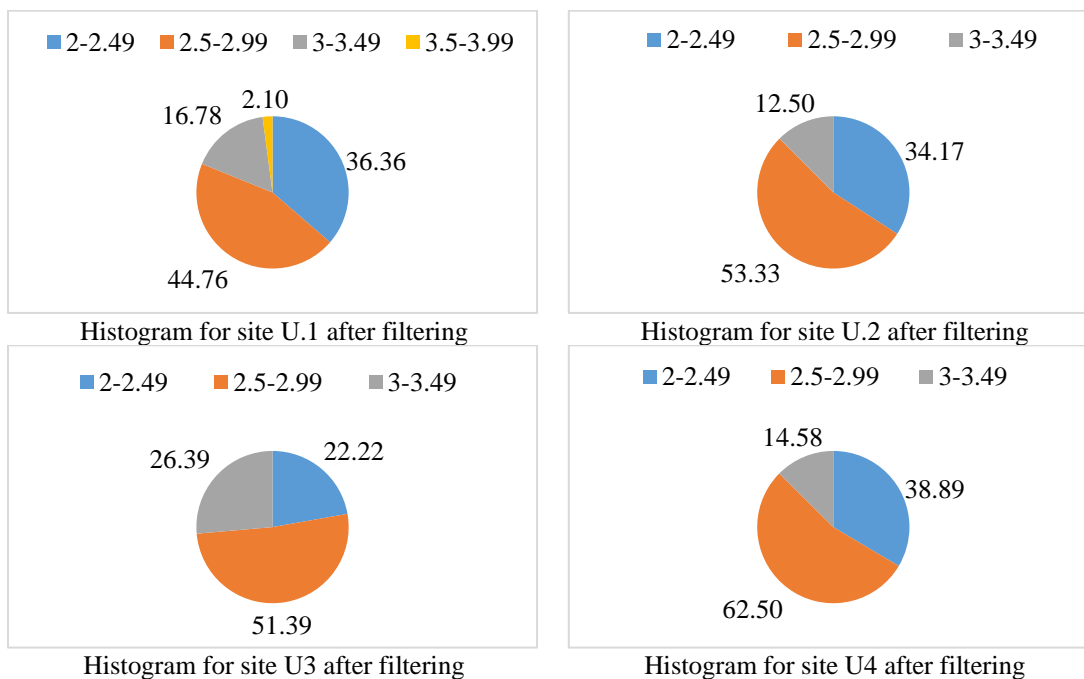 2-2.49 2.5-2.99 3-3.49 3.5-3.99
2.10
16.78
36.36
44.76
Histogram for site U.1 after filtering
2-2.49 2.5-2.99 3-3.49
12.50
34.17
53.33
Histogram for site U.2 after filtering
2-2.49 2.5-2.99 3-3.49
26.39
22.22
51.39
Histogram for site U3 after filtering
2-2.49 2.5-2.99 3-3.49
14.58
38.89
62.50
Histogram for site U4 after filtering